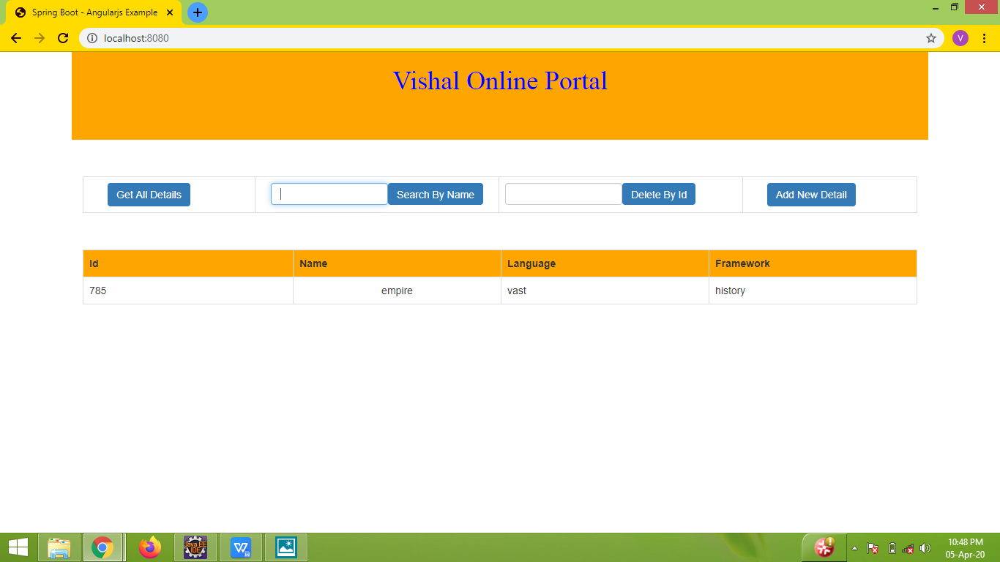 Spring Boot - Angularjs Example
localhost:8080
V
Vishal Online Portal
Get All Details Search By Name Delete By Id Add New Detail
Id Name Language Framework
785 empire vast history
Java EE
IDE
W
10:48 PM
05-Apr-20